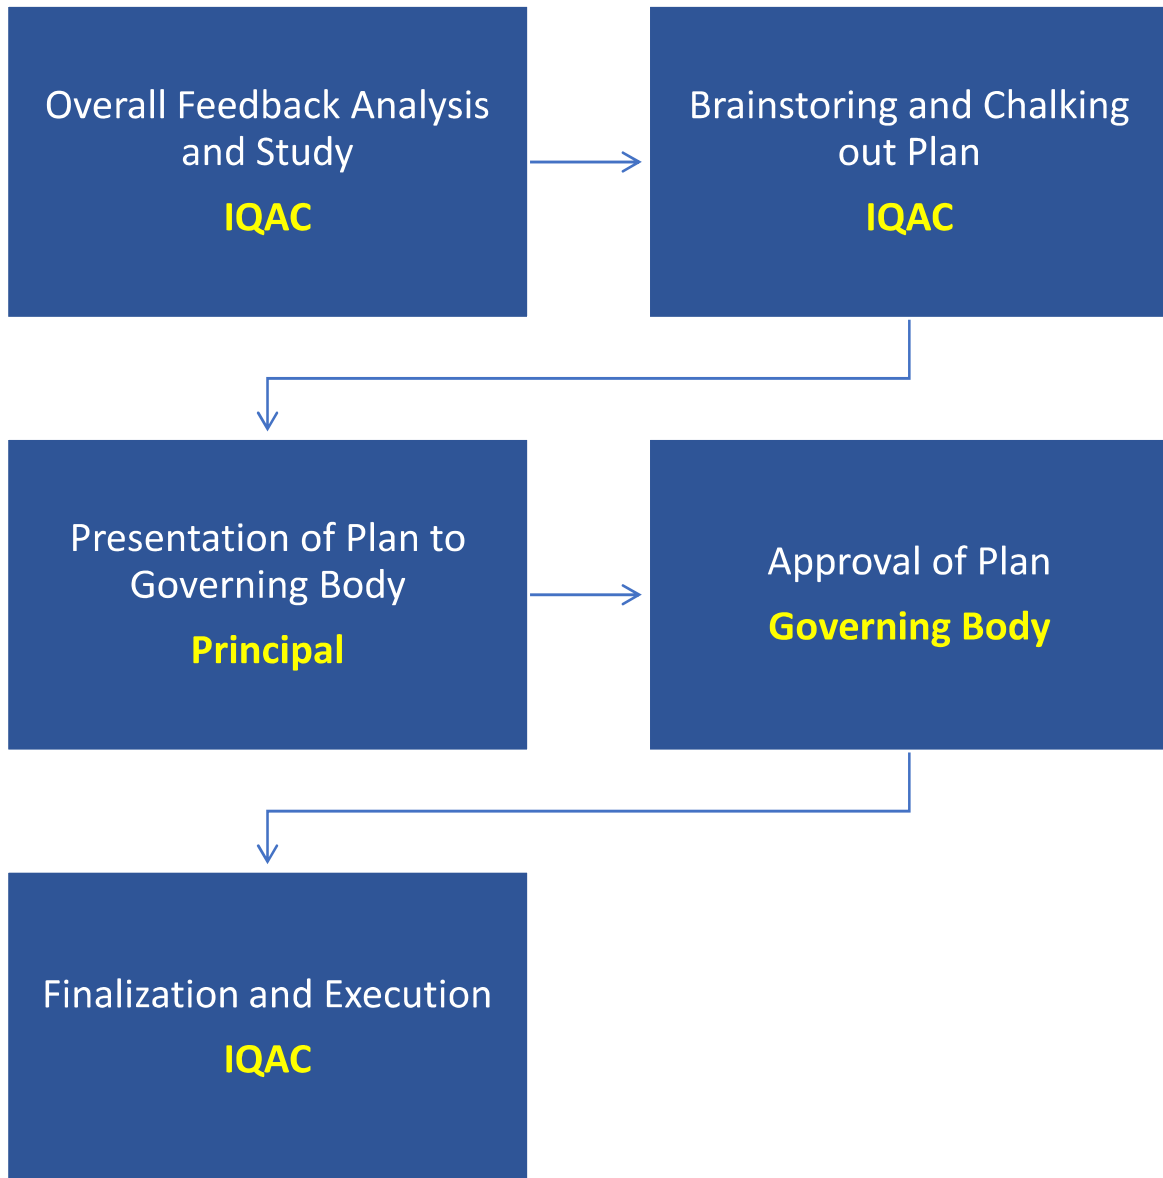 Overall Feedback Analysis
and Study
IQAC
Brainstoring and Chalking
out Plan
IQAC
Presentation of Plan to
Governing Body
Principal
Approval of Plan
Governing Body
Finalization and Execution
IQAC